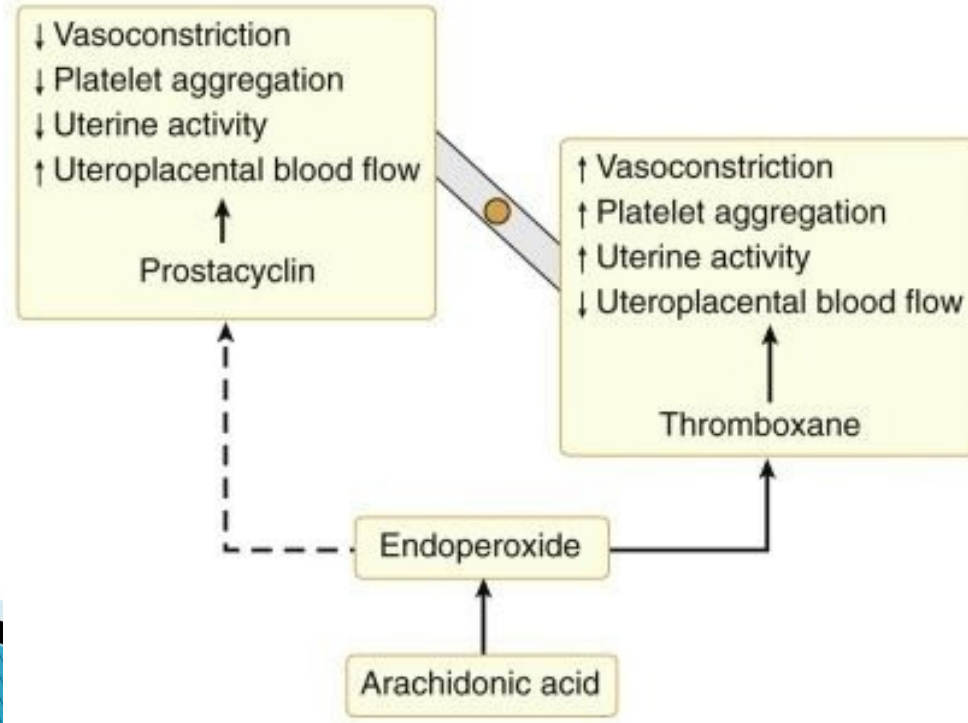 ↓ Vasoconstriction
↓ Platelet aggregation
↓ Uterine activity
↑ Uteroplacental blood flow
Prostacyclin
↑ Vasoconstriction
↑ Platelet aggregation
↑ Uterine activity
↓ Uteroplacental blood flow
Thromboxane
Endoperoxide
Arachidonic acid